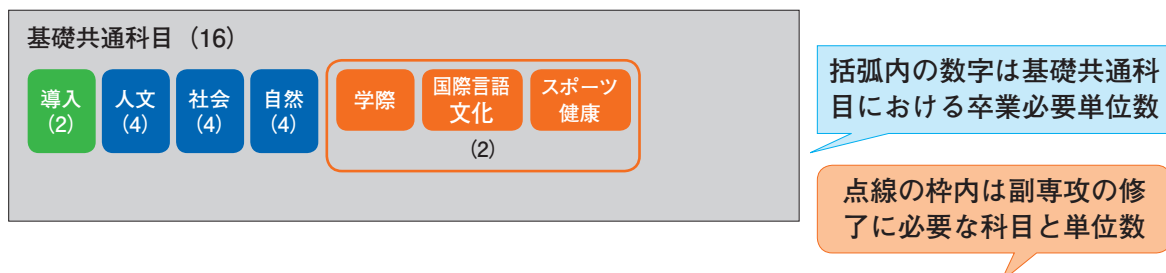 基礎共通科目（16）
導入
（2）
人文
（4）
社会
（4）
自然
（4）
学際
国際言語
文化
スポーツ
健康
（2）
括弧内の数字は基礎共通科
目における卒業必要単位数
点線の枠内は副専攻の修
了に必要な科目と単位数